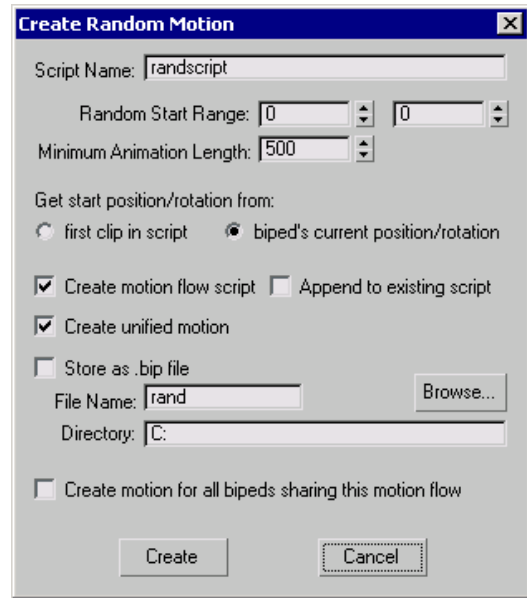 Create Random Motion
Script Name: randscript
Random Start Range: 0 0
Minimum Animation Length: 500
Get start position/rotation from:
first clip in script biped's current position/rotation
Create motion flow script Append to existing script
Create unified motion
Store as .bip file
File Name: rand Browse...
Directory: C:
Create motion for all bipeds sharing this motion flow
Create Cancel